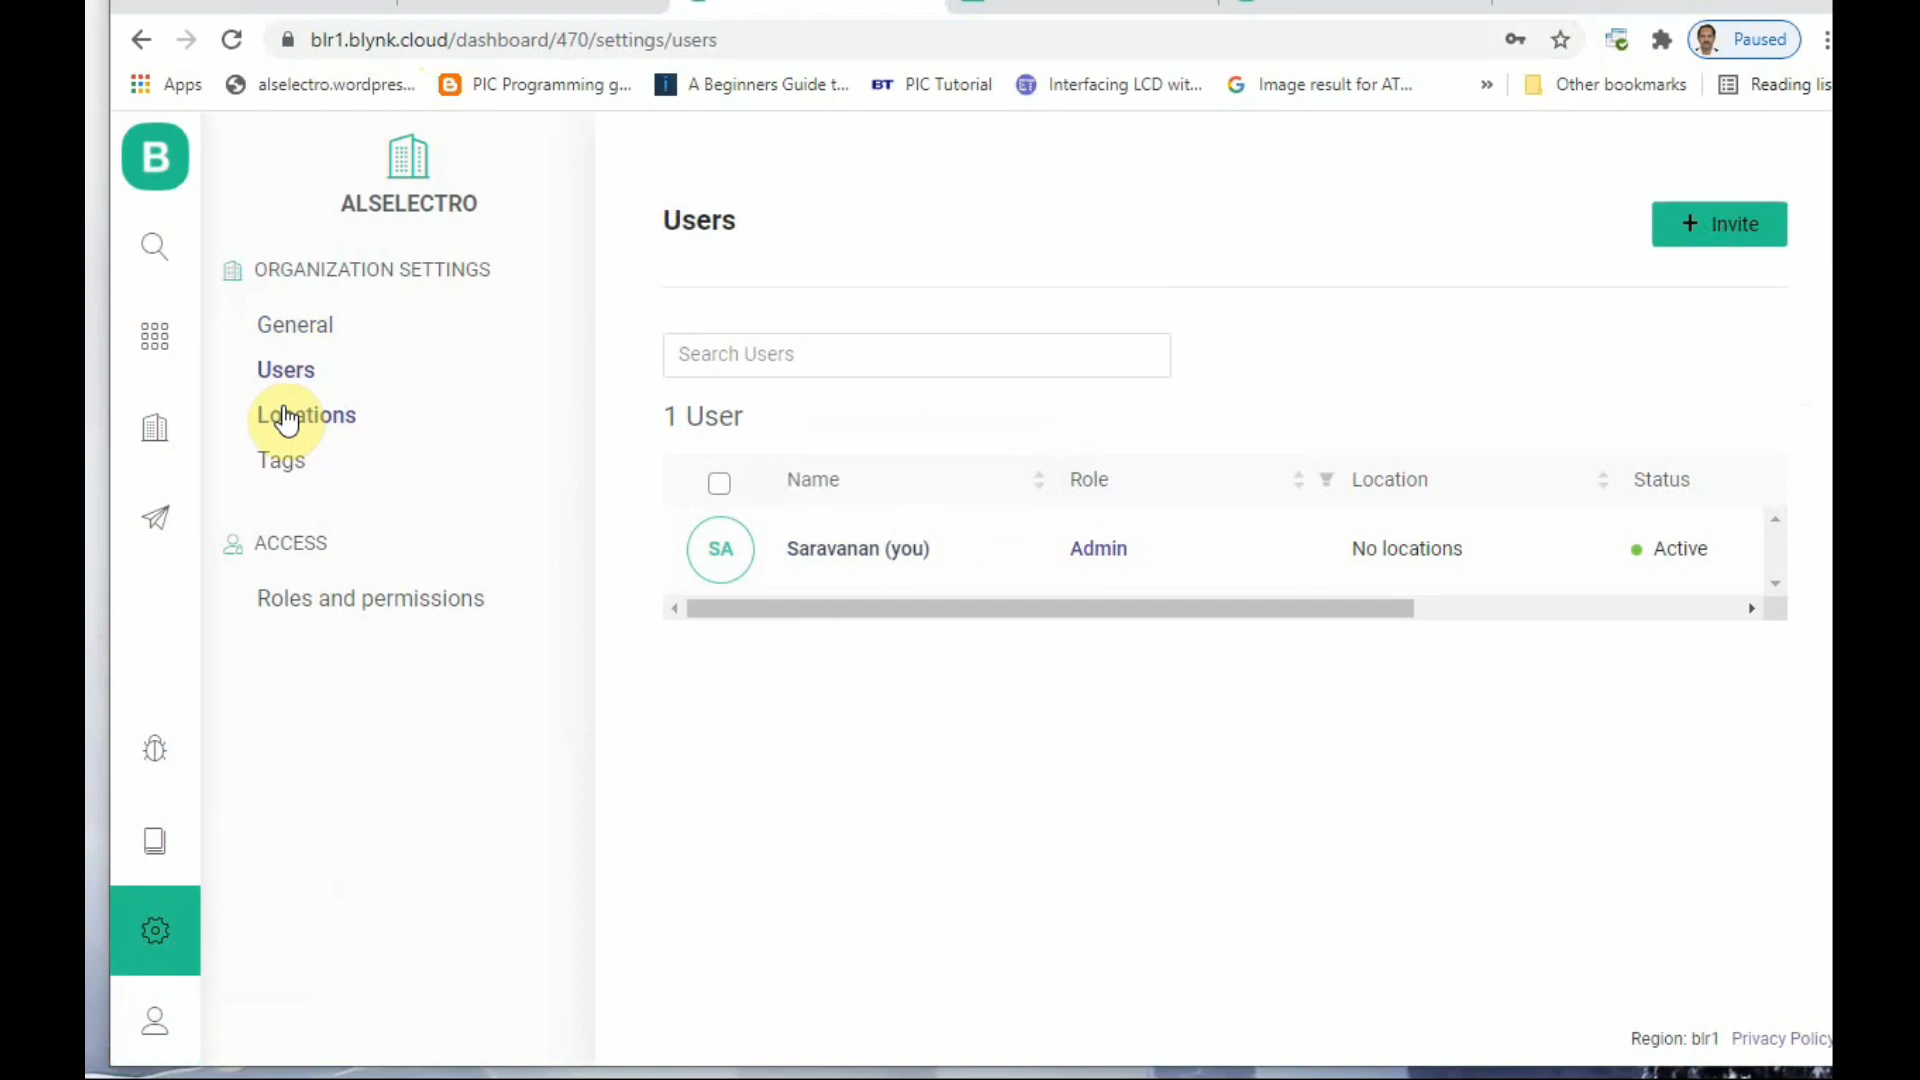 blr1.blynk.cloud/dashboard/470/settings/users
Paused
Apps
alselectro.wordpres...
PIC Programming g...
i
A Beginners Guide t...
BT
PIC Tutorial
ET
Interfacing LCD wit...
G
Image result for AT...
»
Other bookmarks
Reading lis
B
ALSELECTRO
ORGANIZATION SETTINGS
General
Users
Locations
Tags
ACCESS
Roles and permissions
Users
+ Invite
Search Users
1 User
Name Role Location Status
SA Saravanan (you) Admin No locations Active
Region: blr1 Privacy Policy